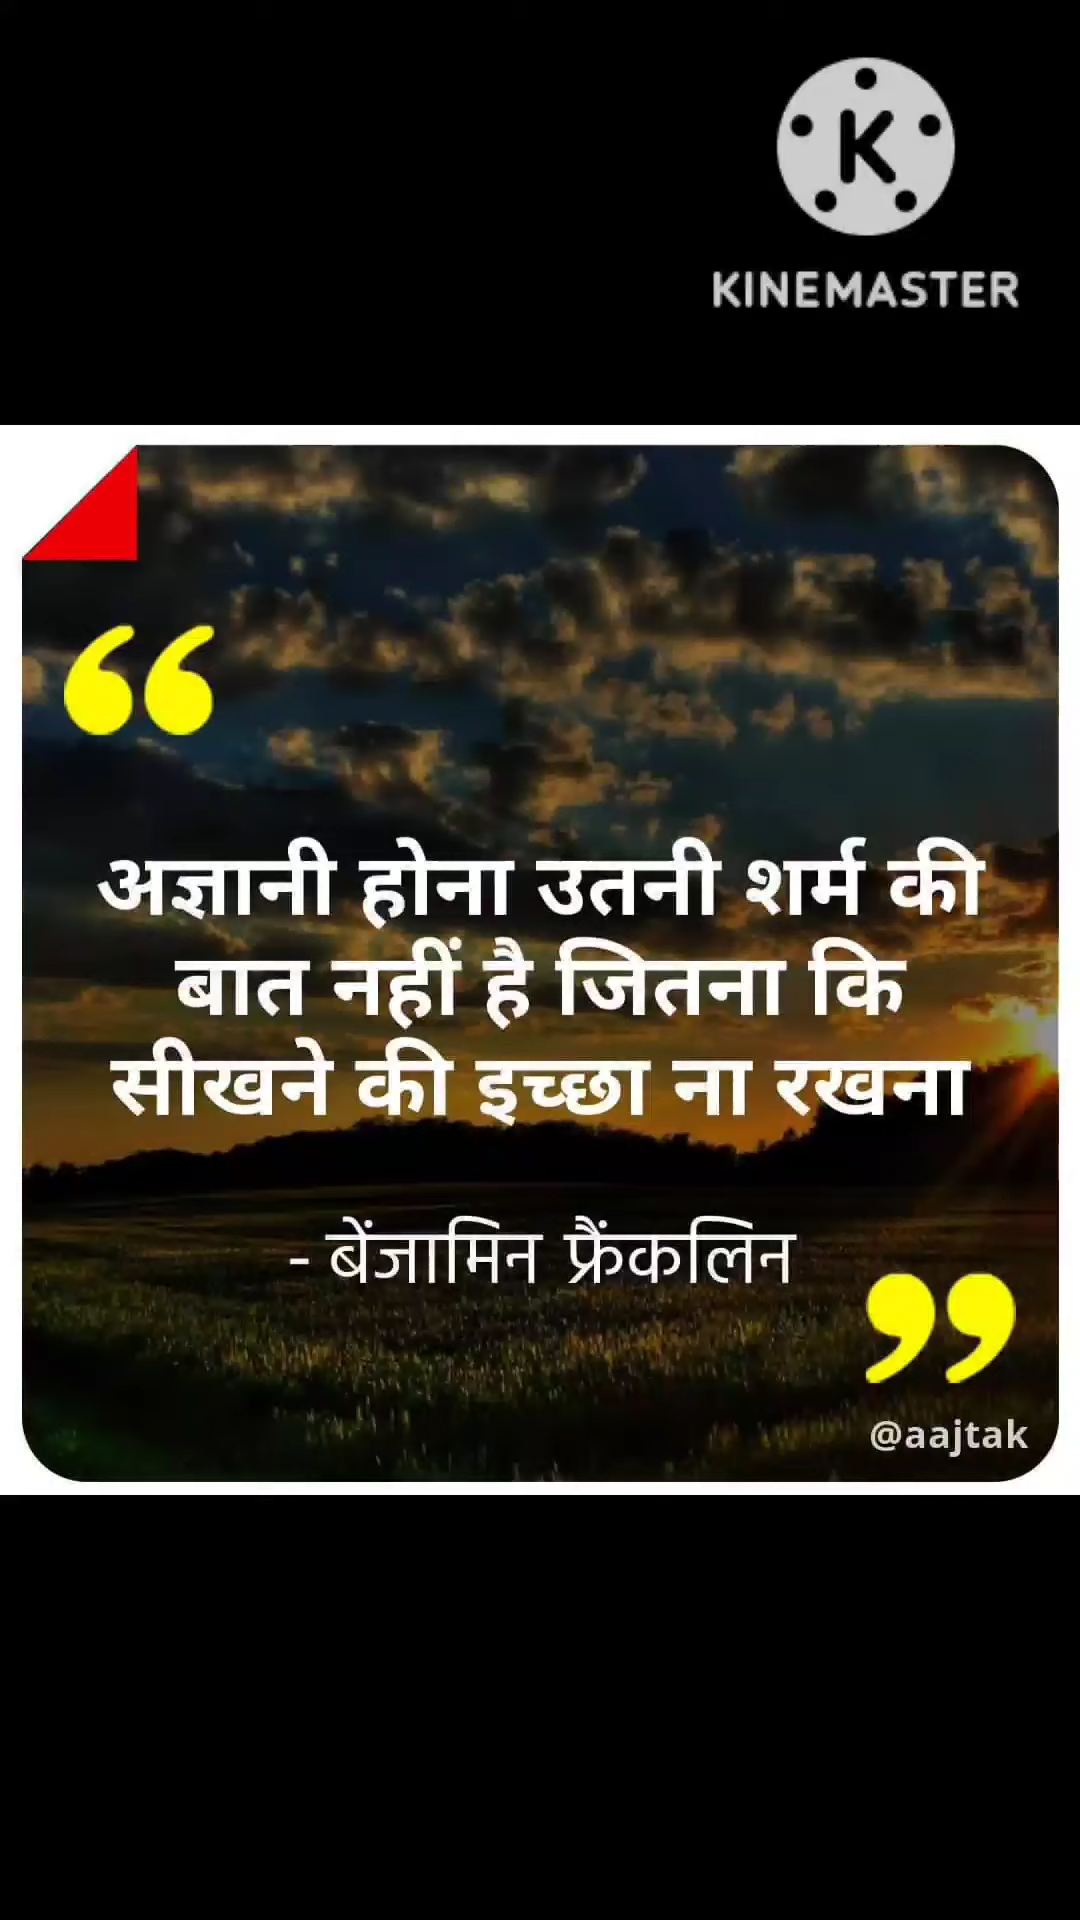 K
KINEMASTER
“
अज्ञानी होना उतनी शर्म की
बात नहीं है जितना कि
सीखने की इच्छा ना रखना
- बेंजामिन फ्रैंकलिन
”
@aajtak